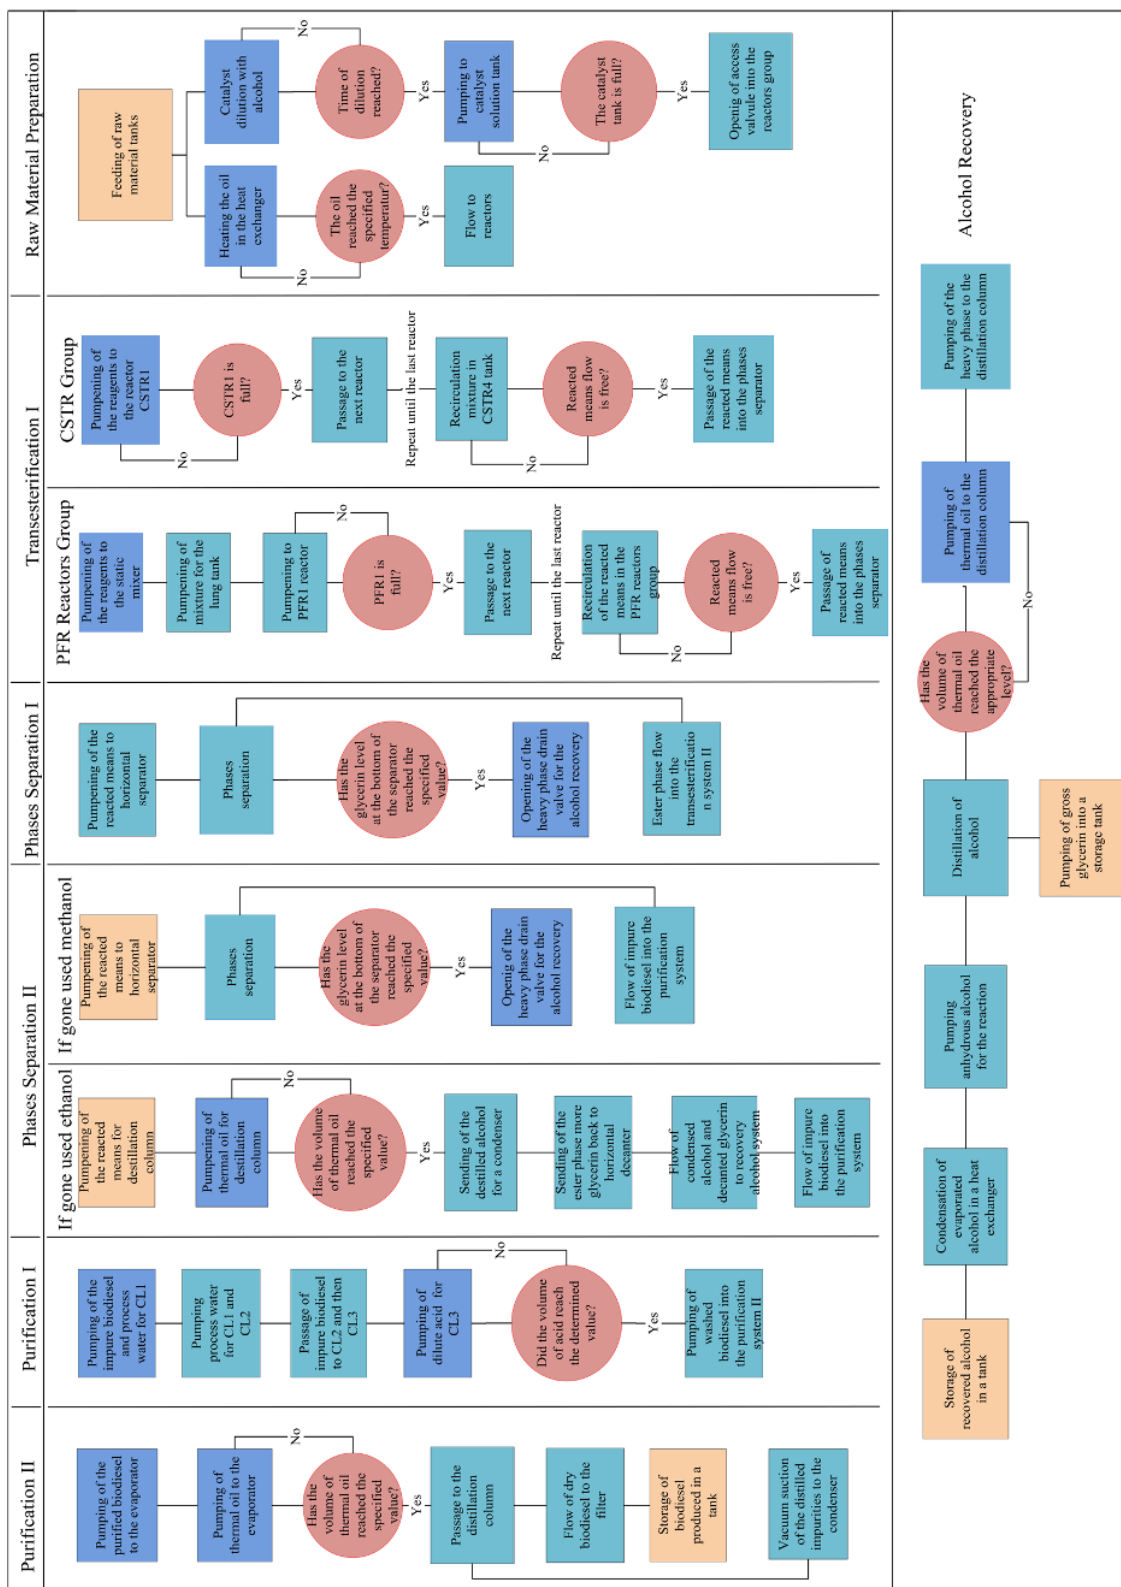 Raw Material Preparation
Feeding of raw
material tanks
Heating the oil
in the heat
exchanger
The oil
reached the
specified
temperatur?
No
Yes
Flow to
reactors
Catalyst
dilution with
alcohol
Time of
dilution
reached?
No
Yes
Pumping to
catalyst
solution tank
The catalyst
tank is full?
No
Yes
Openig of access
valvule into the
reactors group
Transesterification I
CSTR Group
Pumpening of
the reagents to
the reactor
CSTR1
CSTR1 is
full?
No
Yes
Passage to the
next reactor
Repeat until the last reactor
Recirculation
mixture in
CSTR4 tank
Reacted
means flow
is free?
No
Yes
Passage of the
reacted means
into the phases
separator
PFR Reactors Group
Pumpening of
the reagents to
the static
mixer
Pumpening of
mixture for the
lung tank
Pumpening to
PFR1 reactor
PFR1 is
full?
No
Yes
Passage to the
next reactor
Repeat until the last reactor
Recirculation
of the reacted
means in the
PFR reactors
group
Reacted
means flow
is free?
No
Yes
Passage of
reacted means
into the phases
separator
Phases Separation I
Pumpening of the
reacted means to
horizontal
separator
Phases
separation
Has the
glycerin level
at the bottom of
the separator
reached the
specified
value?
Yes
Opening of the
heavy phase drain
valve for the
alcohol recovery
Ester phase flow
into the
transesterificatio
n system II
Phases Separation II
If gone used methanol
Pumpening of
the reacted
means to
horizontal
separator
Phases
separation
Has the
glycerin level
at the bottom of
the separator
reached the
specified
value?
Yes
Openig of the
heavy phase drain
valve for the
alcohol recovery
Flow of impure
biodiesel into the
purification
system
If gone used ethanol
Pumpening of
the reacted
means for
destillation
column
Pumpening of
thermal oil for
destillation
column
Has the volume
of thermal oil
reached the
specified
value?
No
Yes
Sending of the
destilled alcohol
for a condenser
Sending of the
ester phase more
glycerin back to
horizontal
decanter
Flow of
condensed
alcohol and
decanted glycerin
to recovery
alcohol system
Flow of impure
biodiesel into
the purification
system
Purification I
Pumping of the
impure biodiesel
and process
water for CL1
Pumping
process water
for CL1 and
CL2
Passage of
impure biodiesel
to CL2 and then
CL3
Pumping of
dilute acid for
CL3
Did the volume
of acid reach
the determined
value?
No
Yes
Pumping of
washed
biodiesel into
the purification
system II
Purification II
Pumping of the
purified biodiesel
to the evaporator
Pumping of
thermal oil to the
evaporator
Has the
volume of
thermal oil
reached the
specified
value?
No
Yes
Passage to the
distillation
column
Flow of dry
biodiesel to the
filter
Storage of
biodiesel
produced in a
tank
Vacuum suction
of the distilled
impurities to the
condenser
Alcohol Recovery
Pumping of the
heavy phase to the
distillation column
Pumping of
thermal oil to the
distillation column
Has the
volume of
thermal oil
reached the
appropriate
level?
No
Distillation of
alcohol
Pumping of gross
glycerin into a
storage tank
Pumping
anhydrous alcohol
for the reaction
Condensation of
evaporated
alcohol in a heat
exchanger
Storage of
recovered alcohol
in a tank